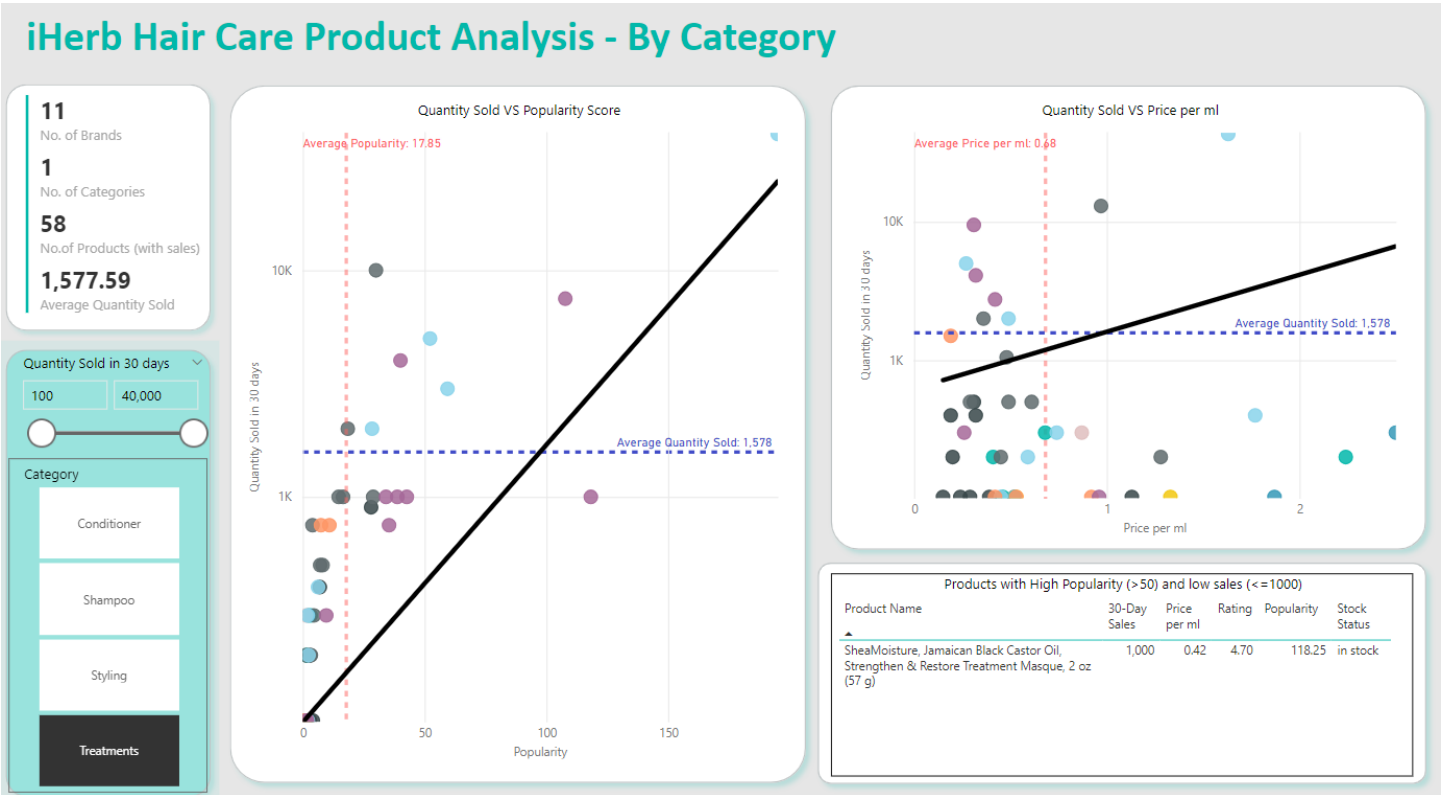 iHerb Hair Care Product Analysis - By Category
11
No. of Brands
1
No. of Categories
58
No.of Products (with sales)
1,577.59
Average Quantity Sold
Quantity Sold in 30 days
100
40,000
Category
Conditioner
Shampoo
Styling
Treatments
Quantity Sold VS Popularity Score
Average Popularity: 17.85
10K
Quantity Sold in 30 days
Average Quantity Sold: 1,578
1K
0
50
100
150
Popularity
Quantity Sold VS Price per ml
Average Price per ml: 0.68
10K
Quantity Sold in 30 days
Average Quantity Sold: 1,578
1K
0
1
2
Price per ml
Products with High Popularity (>50) and low sales (<=1000)
Product Name 30-Day Price Rating Popularity Stock
Sales per ml Status
SheaMoisture, Jamaican Black Castor Oil, 1,000 0.42 4.70 118.25 in stock
Strengthen & Restore Treatment Masque, 2 oz
(57 g)